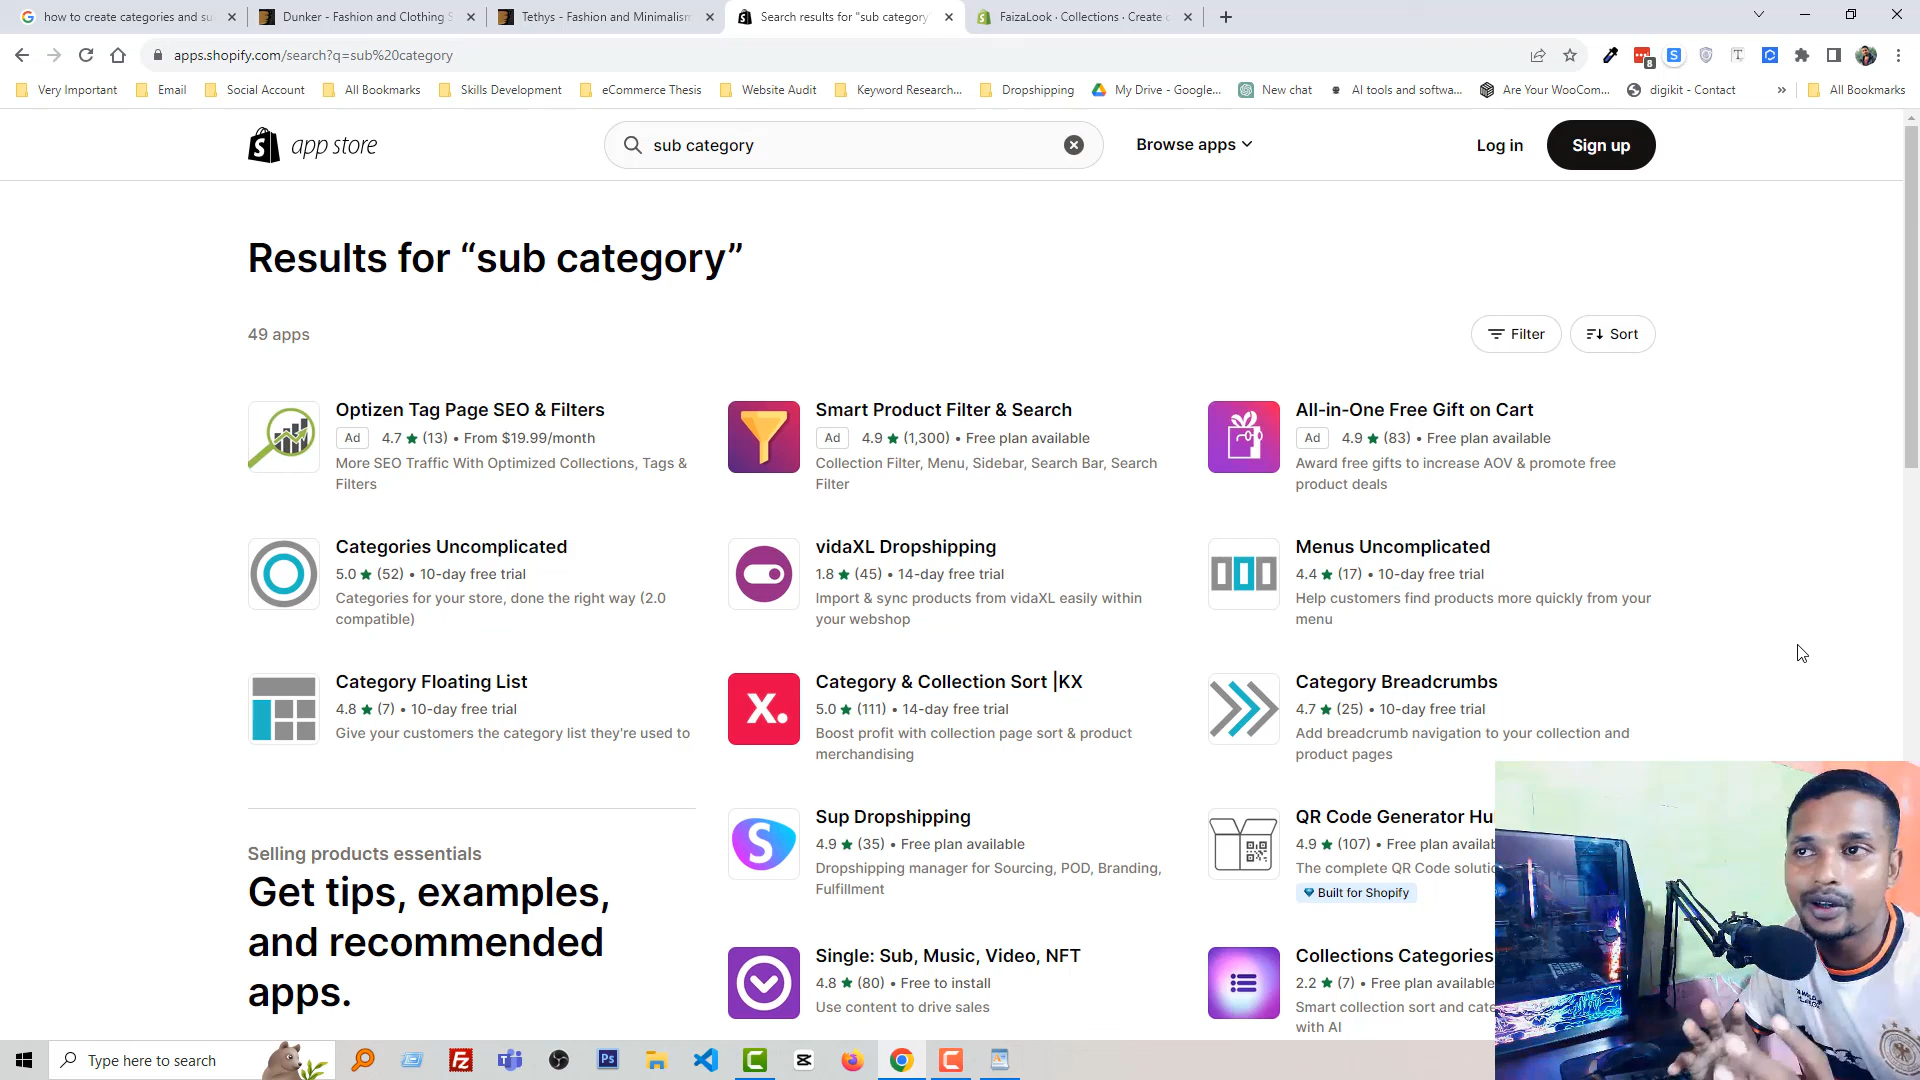 how to create categories and su
Dunker - Fashion and Clothing S
Tethys - Fashion and Minimalism
Search results for "sub category"
FaizaLook · Collections · Create c
apps.shopify.com/search?q=sub%20category
8
Very Important
Email
Social Account
All Bookmarks
Skills Development
eCommerce Thesis
Website Audit
Keyword Research...
Dropshipping
My Drive - Google...
New chat
AI tools and softwa...
Are Your WooCom...
digikit - Contact
»
All Bookmarks
app store
sub category
Browse apps
Log in
Sign up
Results for “sub category”
49 apps
Filter
Sort
Optizen Tag Page SEO & Filters
Ad 4.7 ★ (13) • From $19.99/month
More SEO Traffic With Optimized Collections, Tags &
Filters
Smart Product Filter & Search
Ad 4.9 ★ (1,300) • Free plan available
Collection Filter, Menu, Sidebar, Search Bar, Search
Filter
All-in-One Free Gift on Cart
Ad 4.9 ★ (83) • Free plan available
Award free gifts to increase AOV & promote free
product deals
Categories Uncomplicated
5.0 ★ (52) • 10-day free trial
Categories for your store, done the right way (2.0
compatible)
vidaXL Dropshipping
1.8 ★ (45) • 14-day free trial
Import & sync products from vidaXL easily within
your webshop
Menus Uncomplicated
4.4 ★ (17) • 10-day free trial
Help customers find products more quickly from your
menu
Category Floating List
4.8 ★ (7) • 10-day free trial
Give your customers the category list they're used to
X.
Category & Collection Sort |KX
5.0 ★ (111) • 14-day free trial
Boost profit with collection page sort & product
merchandising
Category Breadcrumbs
4.7 ★ (25) • 10-day free trial
Add breadcrumb navigation to your collection and
product pages
Selling products essentials
Get tips, examples,
and recommended
apps.
S
Sup Dropshipping
4.9 ★ (35) • Free plan available
Dropshipping manager for Sourcing, POD, Branding,
Fulfillment
QR Code Generator Hu
4.9 ★ (107) • Free plan availab
The complete QR Code solutio
Built for Shopify
Single: Sub, Music, Video, NFT
4.8 ★ (80) • Free to install
Use content to drive sales
Collections Categories
2.2 ★ (7) • Free plan available
Smart collection sort and cate
with AI
Type here to search
Ps